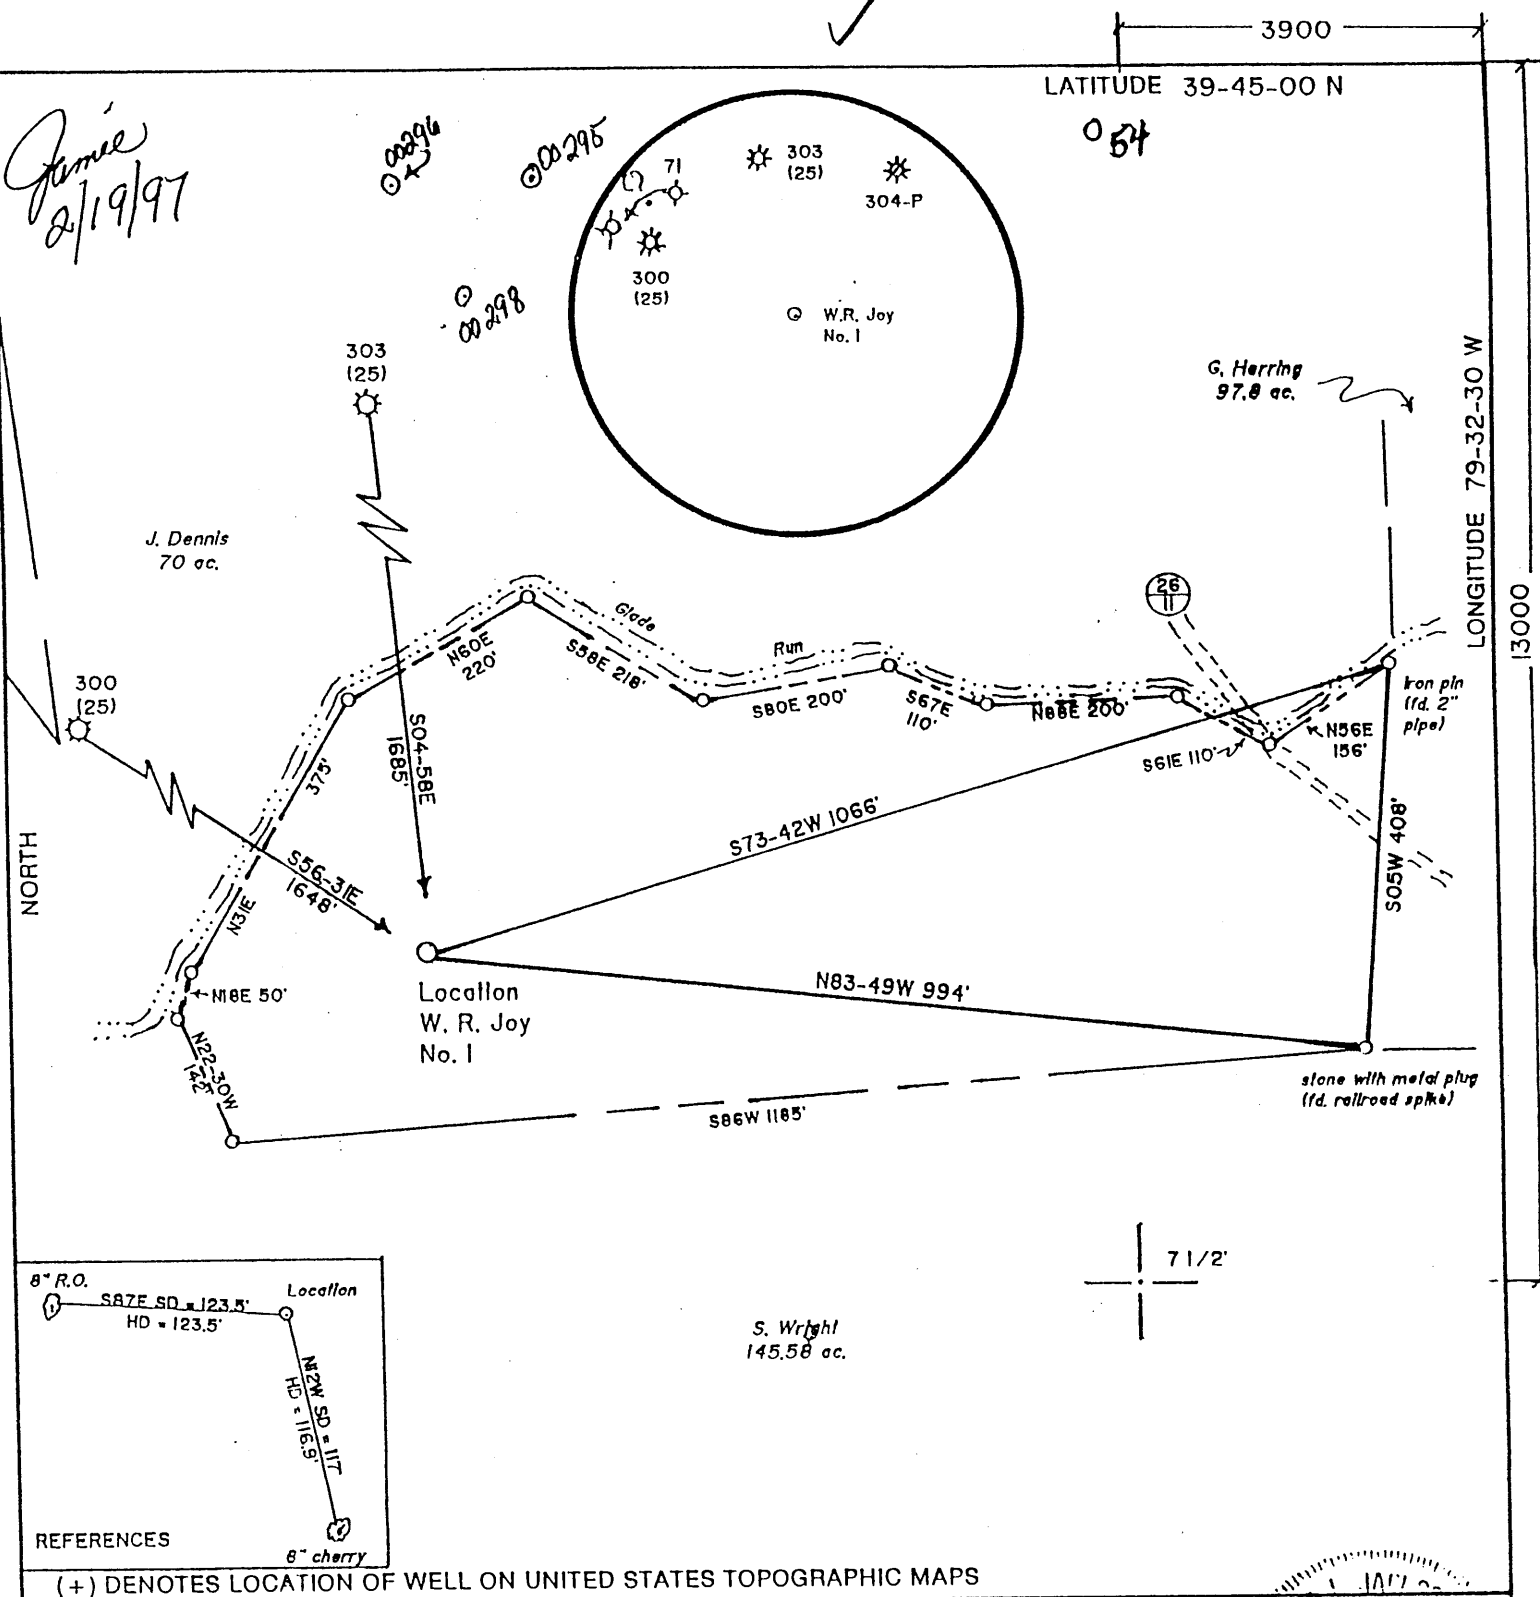 3900
LATITUDE 39-45-00 N
54
Jamie
2/19/97
00296
00295
71
303
(25)
304-P
300
(25)
00298
W.R. Joy
No. 1
303
(25)
G. Herring
97.8 ac.
LONGITUDE 79-32-30 W
13000
J. Dennis
70 ac.
26
11
Glade
Run
N60E
220'
S58E 218'
S80E 200'
S67E
110'
N88E 200'
S61E 110'
N56E
156'
Iron pin
(fd. 2"
pipe)
300
(25)
S04-58E
1685'
375'
N31E
S56-31E
1648'
S73-42W 1066'
S05W 408'
NORTH
N18E 50'
N22-30W
142'
Location
W. R. Joy
No. 1
N83-49W 994'
stone with metal plug
(fd. railroad spike)
S86W 1185'
7 1/2'
8" R.O.
Location
S87E SD = 123.5'
HD = 123.5'
N12W SD = 117'
HD = 116.9'
REFERENCES
8" cherry
S. Wright
145.58 ac.
(+) DENOTES LOCATION OF WELL ON UNITED STATES TOPOGRAPHIC MAPS